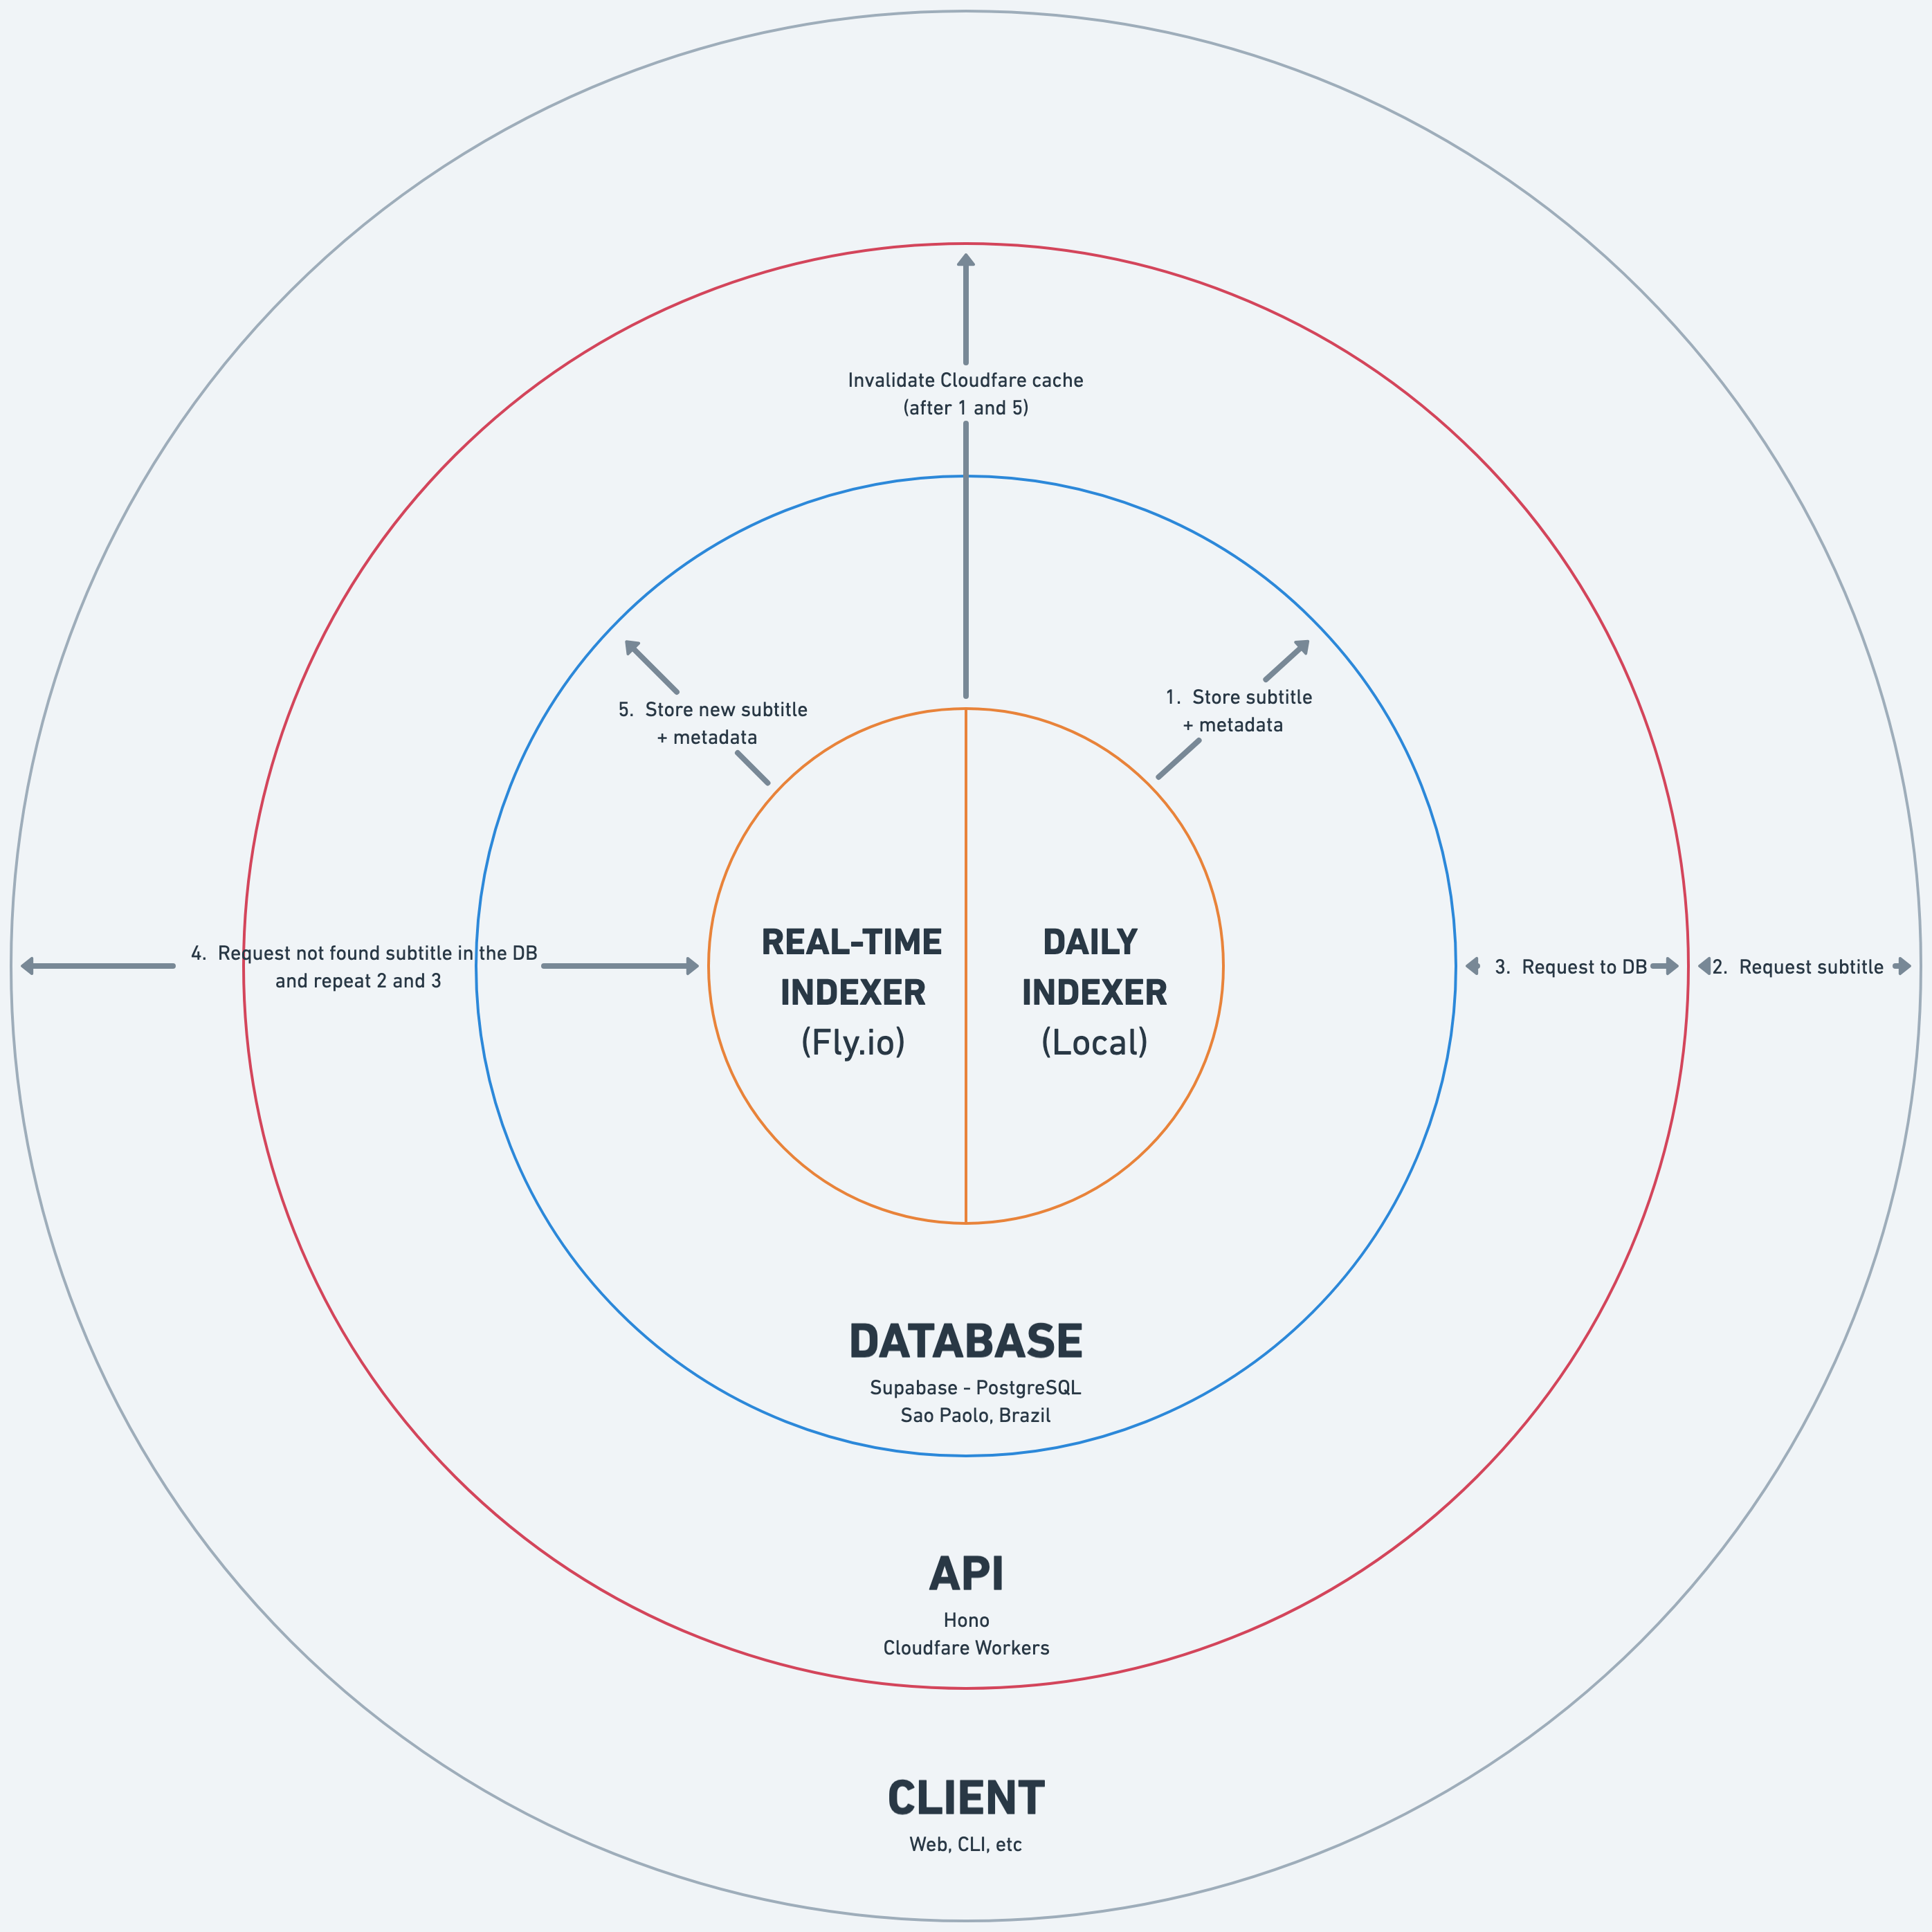 Invalidate Cloudfare cache
(after 1 and 5)
5. Store new subtitle
+ metadata
1. Store subtitle
+ metadata
4. Request not found subtitle in the DB
and repeat 2 and 3
REAL-TIME
INDEXER
(Fly.io)
DAILY
INDEXER
(Local)
3. Request to DB
2. Request subtitle
DATABASE
Supabase - PostgreSQL
Sao Paolo, Brazil
API
Hono
Cloudfare Workers
CLIENT
Web, CLI, etc